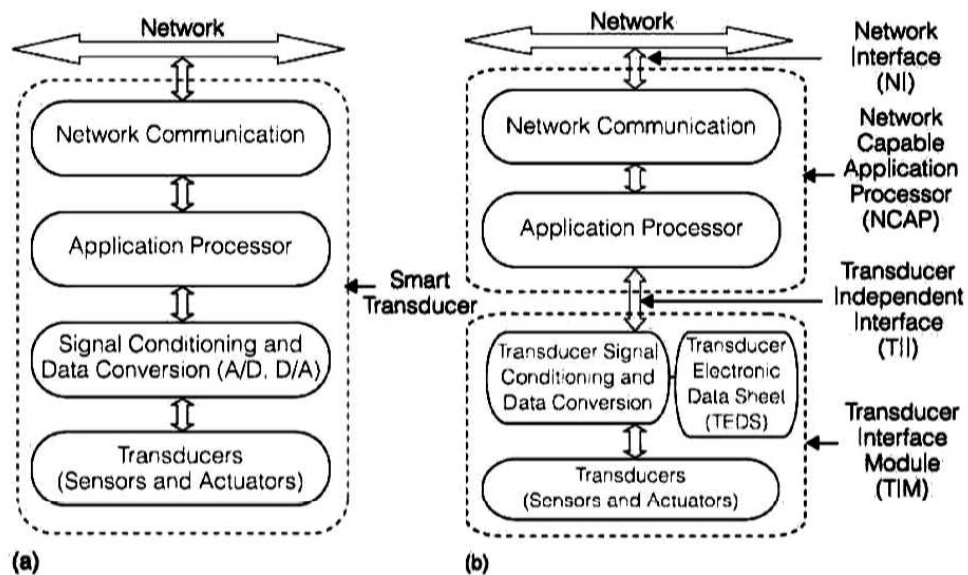 Network
Network Communication
Application Processor
Signal Conditioning and
Data Conversion (A/D, D/A)
Transducers
(Sensors and Actuators)
Smart
Transducer
(a)
Network
Network
Interface
(NI)
Network Communication
Application Processor
Network
Capable
Application
Processor
(NCAP)
Transducer
Independent
Interface
(TII)
Transducer Signal
Conditioning and
Data Conversion
Transducer
Electronic
Data Sheet
(TEDS)
Transducers
(Sensors and Actuators)
Transducer
Interface
Module
(TIM)
(b)